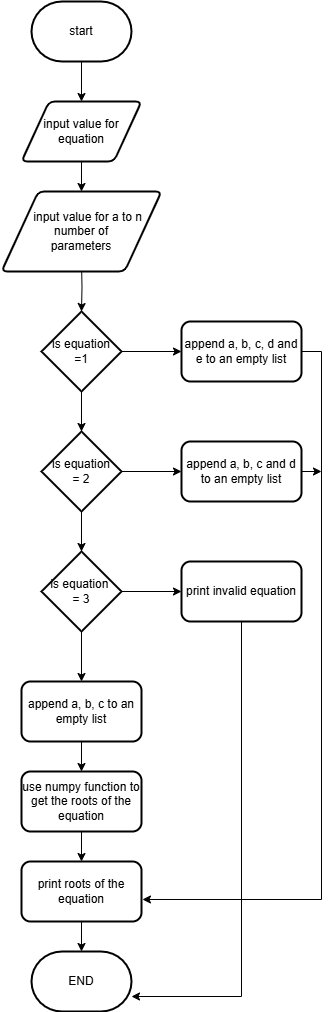 start
input value for
equation
input value for a to n
number of
parameters
is equation
=1
append a, b, c, d and
e to an empty list
is equation
= 2
append a, b, c and d
to an empty list
is equation
= 3
print invalid equation
append a, b, c to an
empty list
use numpy function to
get the roots of the
equation
print roots of the
equation
END